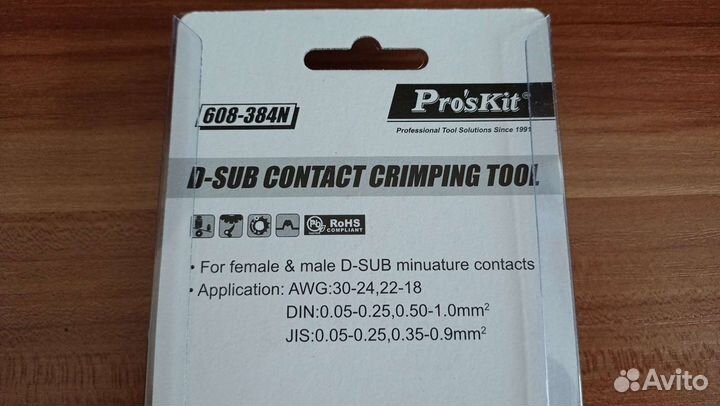 608-384N
Pro'sKit®
Professional Tool Solutions Since 1991
D-SUB CONTACT CRIMPING TOOL
Pb RoHS
COMPLIANT
• For female & male D-SUB minuature contacts
• Application: AWG:30-24,22-18
DIN:0.05-0.25,0.50-1.0mm²
JIS:0.05-0.25,0.35-0.9mm²
Avito